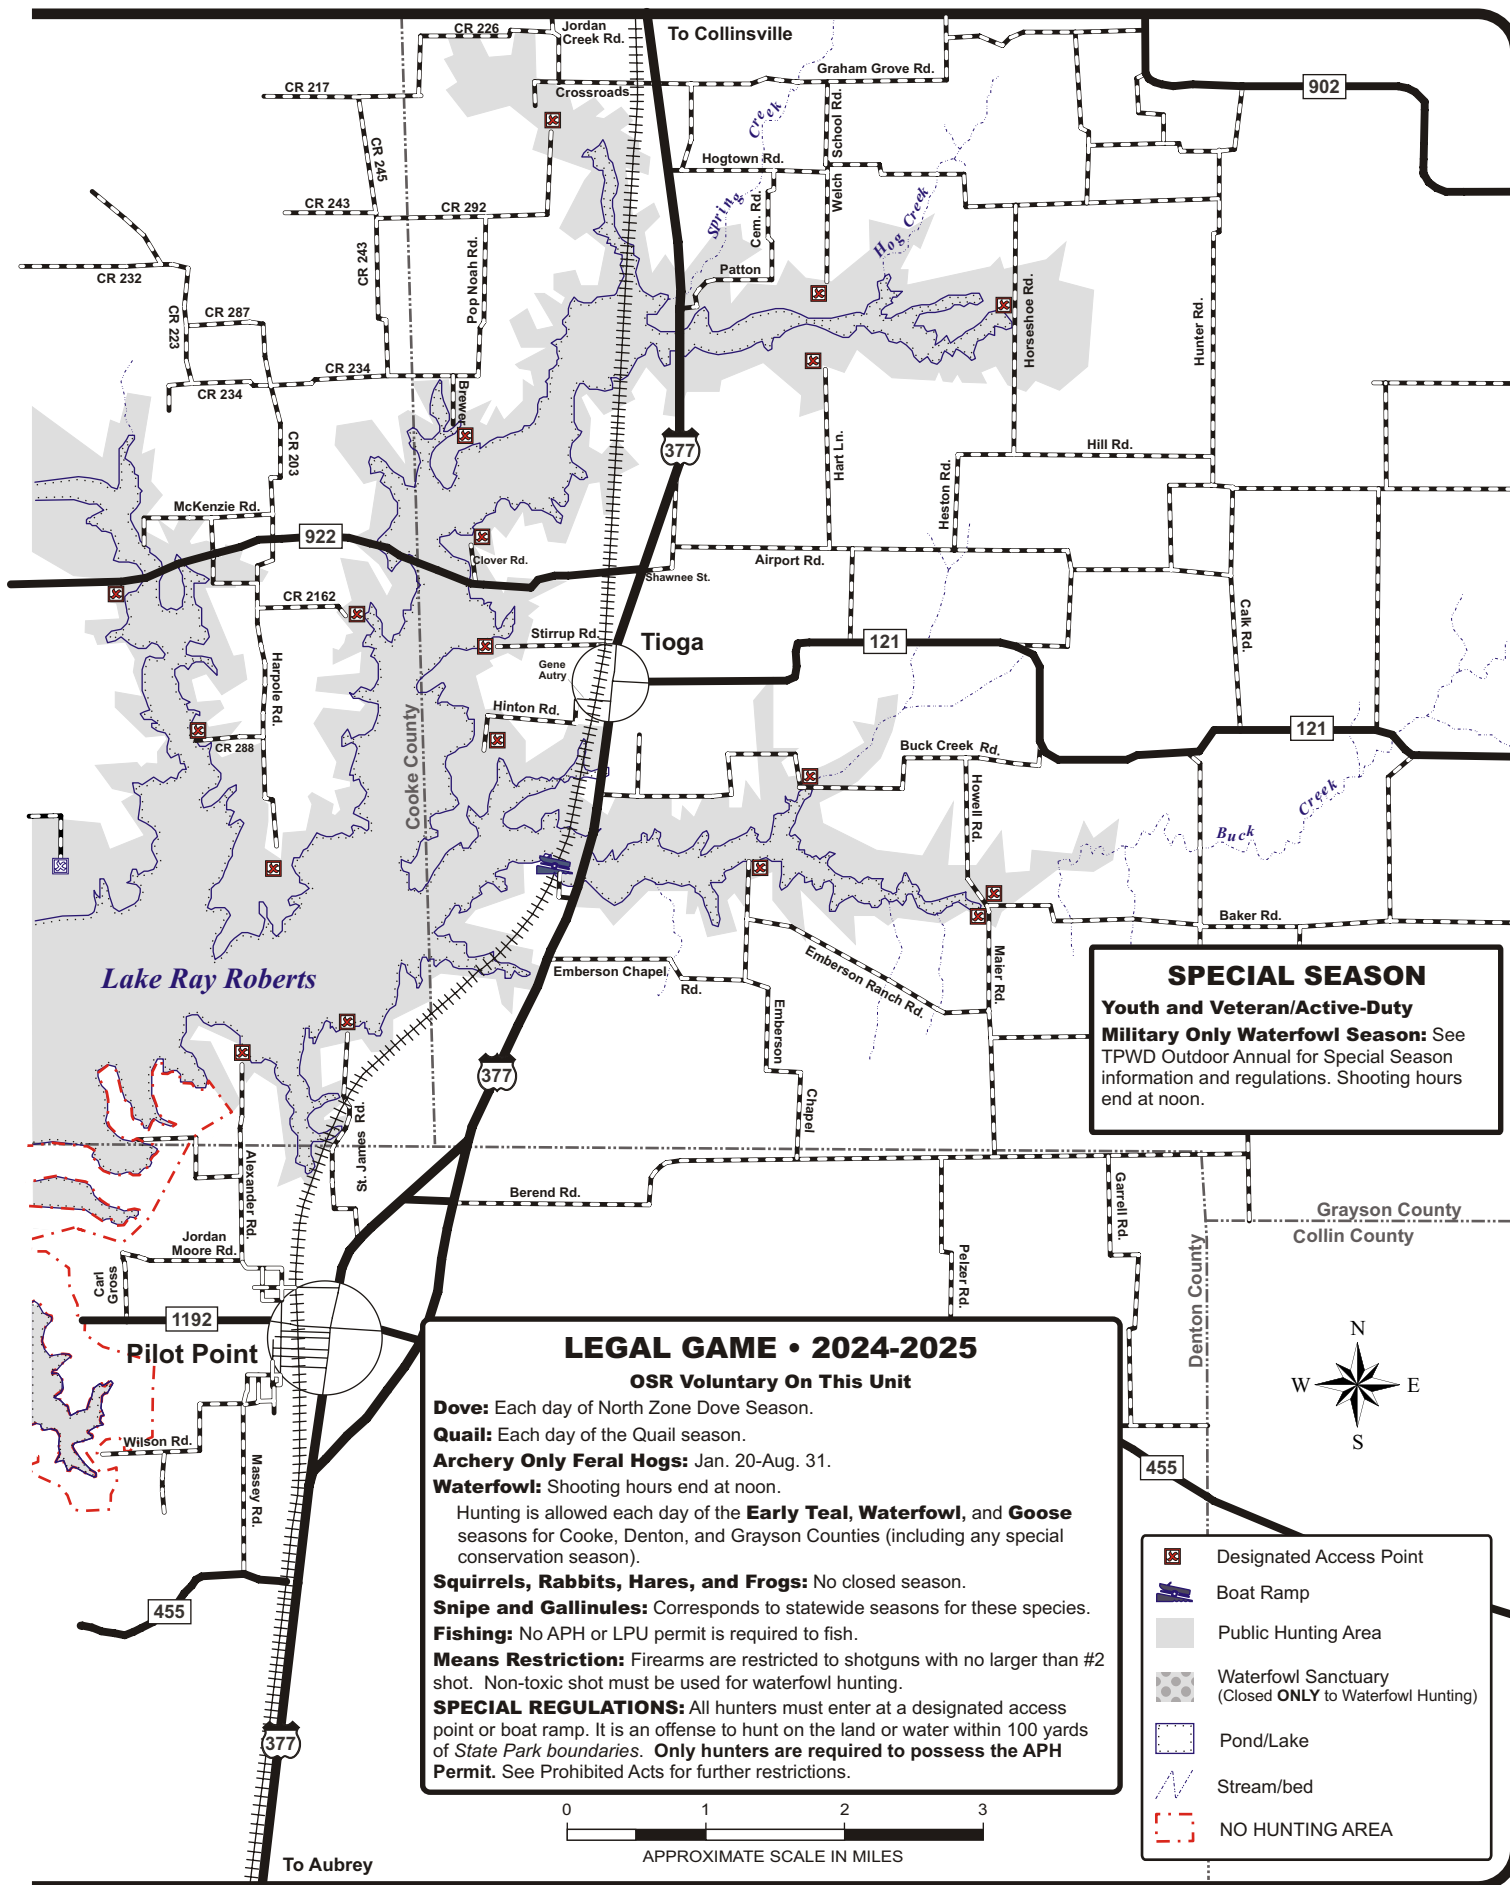 CR 226
Jordan
Creek Rd.
To Collinsville
Graham Grove Rd.
902
CR 217
Crossroads
Creek
School Rd.
CR 245
Hogtown Rd.
Spring
Cem. Rd.
Welch
Hog Creek
CR 243
CR 292
CR 232
CR 243
Pop Noah Rd.
Patton
Horseshoe Rd.
Hunter Rd.
CR 223
CR 287
CR 234
CR 234
Brewer
377
Hart Ln.
Hill Rd.
CR 203
Heston Rd.
McKenzie Rd.
922
Clover Rd.
Shawnee St.
Airport Rd.
CR 2162
Stirrup Rd.
Tioga
121
Calk Rd.
Harpole Rd.
Gene
Autry
Hinton Rd.
CR 288
Cooke County
Buck Creek Rd.
121
Howell Rd.
Buck
Creek
Baker Rd.
Lake Ray Roberts
Emberson Chapel
Rd.
Emberson Ranch Rd.
Maier Rd.
SPECIAL SEASON
Youth and Veteran/Active-Duty
Military Only Waterfowl Season: See
TPWD Outdoor Annual for Special Season
information and regulations. Shooting hours
end at noon.
Emberson
Chapel
377
St. James Rd.
Alexander Rd.
Berend Rd.
Garrell Rd.
Grayson County
Collin County
Denton County
Jordan
Moore Rd.
Carl
Gross
Pelzer Rd.
1192
Pilot Point
N
W
E
S
LEGAL GAME • 2024-2025
OSR Voluntary On This Unit
Dove: Each day of North Zone Dove Season.
Quail: Each day of the Quail season.
Archery Only Feral Hogs: Jan. 20-Aug. 31.
Waterfowl: Shooting hours end at noon.
Hunting is allowed each day of the Early Teal, Waterfowl, and Goose
seasons for Cooke, Denton, and Grayson Counties (including any special
conservation season).
Squirrels, Rabbits, Hares, and Frogs: No closed season.
Snipe and Gallinules: Corresponds to statewide seasons for these species.
Fishing: No APH or LPU permit is required to fish.
Means Restriction: Firearms are restricted to shotguns with no larger than #2
shot. Non-toxic shot must be used for waterfowl hunting.
SPECIAL REGULATIONS: All hunters must enter at a designated access
point or boat ramp. It is an offense to hunt on the land or water within 100 yards
of State Park boundaries. Only hunters are required to possess the APH
Permit. See Prohibited Acts for further restrictions.
Wilson Rd.
Massey Rd.
455
455
Designated Access Point
Boat Ramp
Public Hunting Area
Waterfowl Sanctuary
(Closed ONLY to Waterfowl Hunting)
Pond/Lake
Stream/bed
NO HUNTING AREA
377
0 1 2 3
APPROXIMATE SCALE IN MILES
To Aubrey